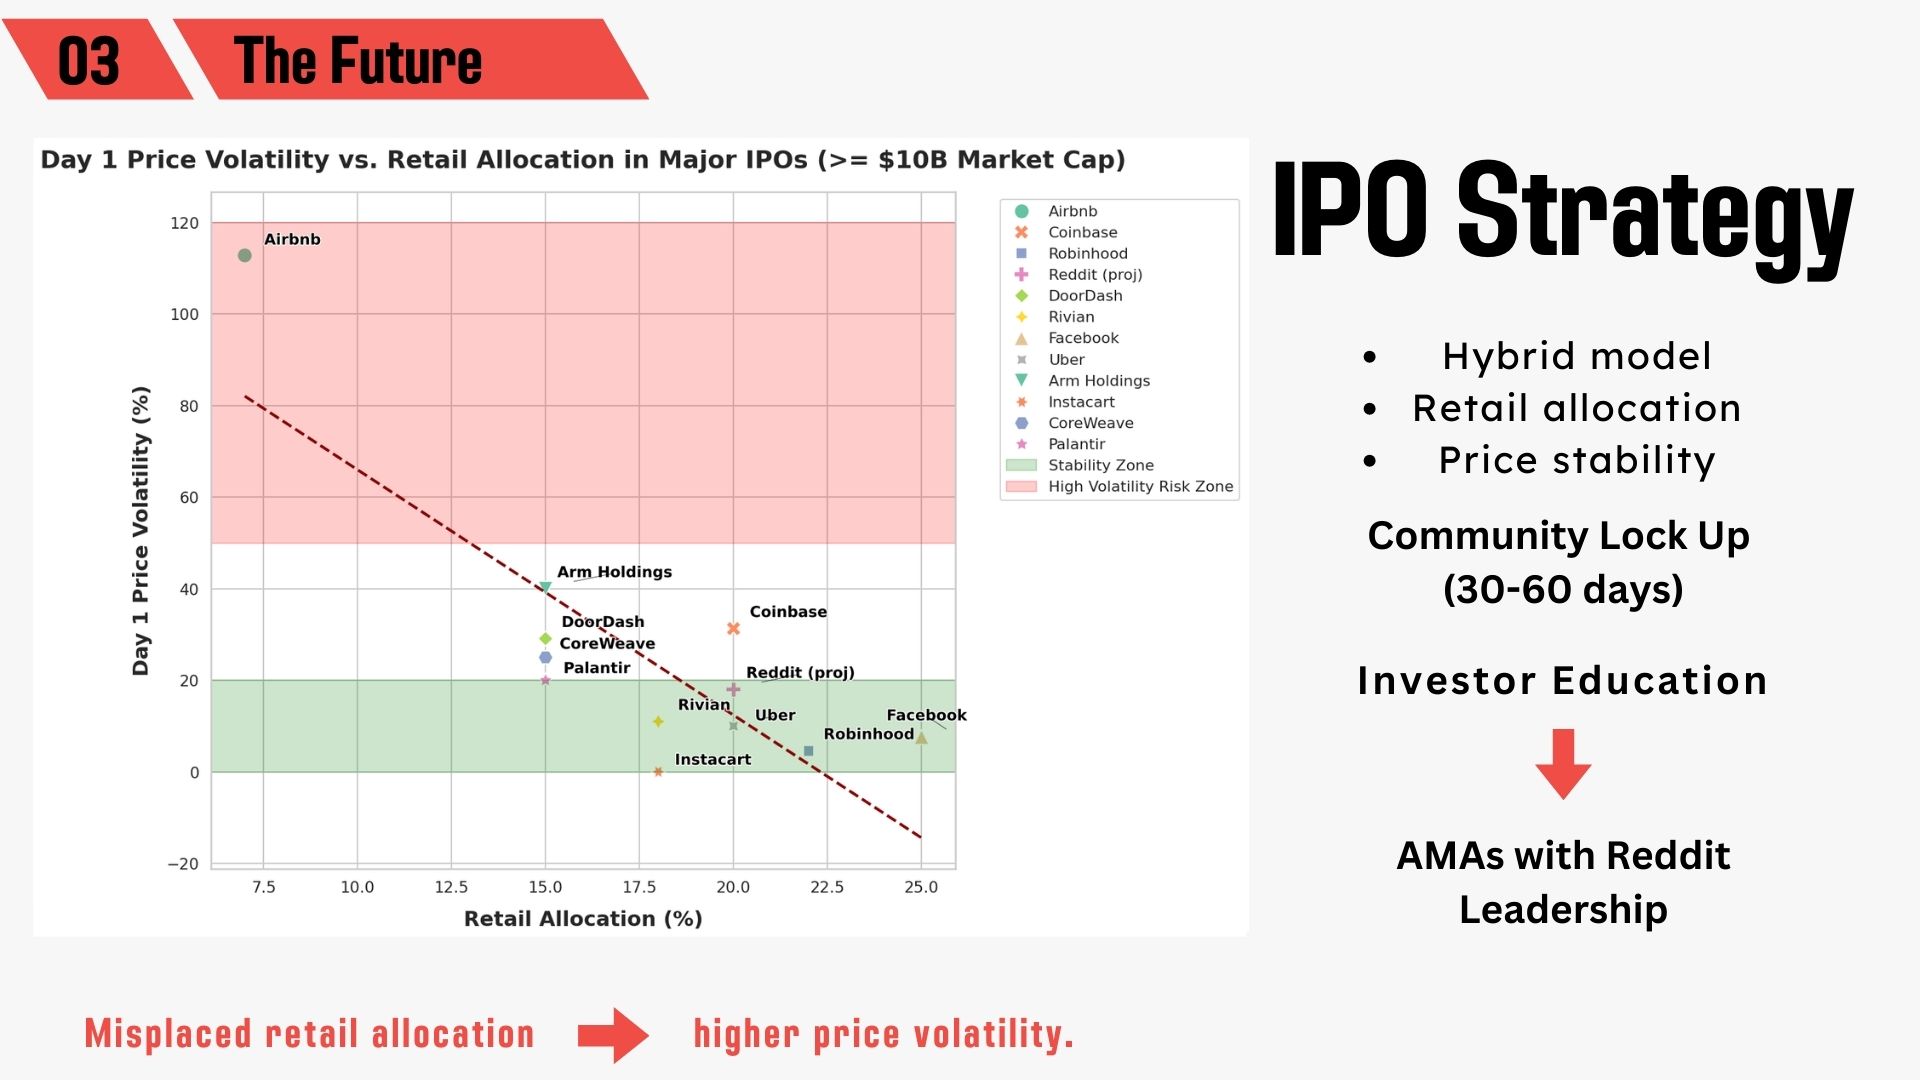 03
The Future
Day 1 Price Volatility vs. Retail Allocation in Major IPOs (>= $10B Market Cap)
120
100
80
60
40
20
0
−20
Day 1 Price Volatility (%)
Airbnb
Arm Holdings
DoorDash
CoreWeave
Palantir
Coinbase
Reddit (proj)
Rivian
Uber
Facebook
Robinhood
Instacart
7.5
10.0
12.5
15.0
17.5
20.0
22.5
25.0
Retail Allocation (%)
Airbnb
Coinbase
Robinhood
Reddit (proj)
DoorDash
Rivian
Facebook
Uber
Arm Holdings
Instacart
CoreWeave
Palantir
Stability Zone
High Volatility Risk Zone
IPO Strategy
• Hybrid model
• Retail allocation
• Price stability
Community Lock Up
(30-60 days)
Investor Education
AMAs with Reddit
Leadership
Misplaced retail allocation
higher price volatility.